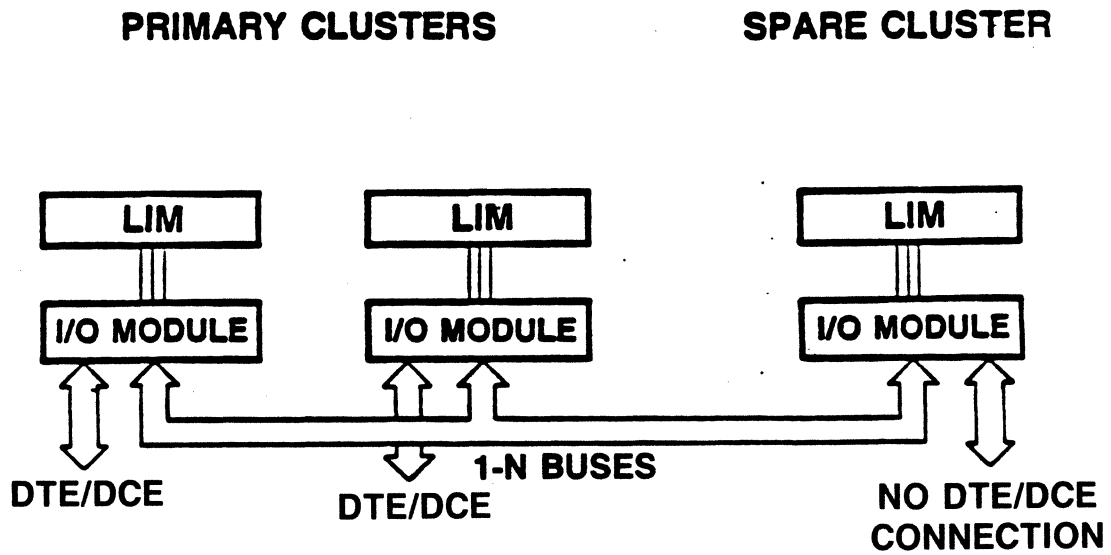 PRIMARY CLUSTERS
SPARE CLUSTER
LIM
LIM
LIM
I/O MODULE
I/O MODULE
I/O MODULE
1-N BUSES
DTE/DCE
DTE/DCE
NO DTE/DCE
CONNECTION